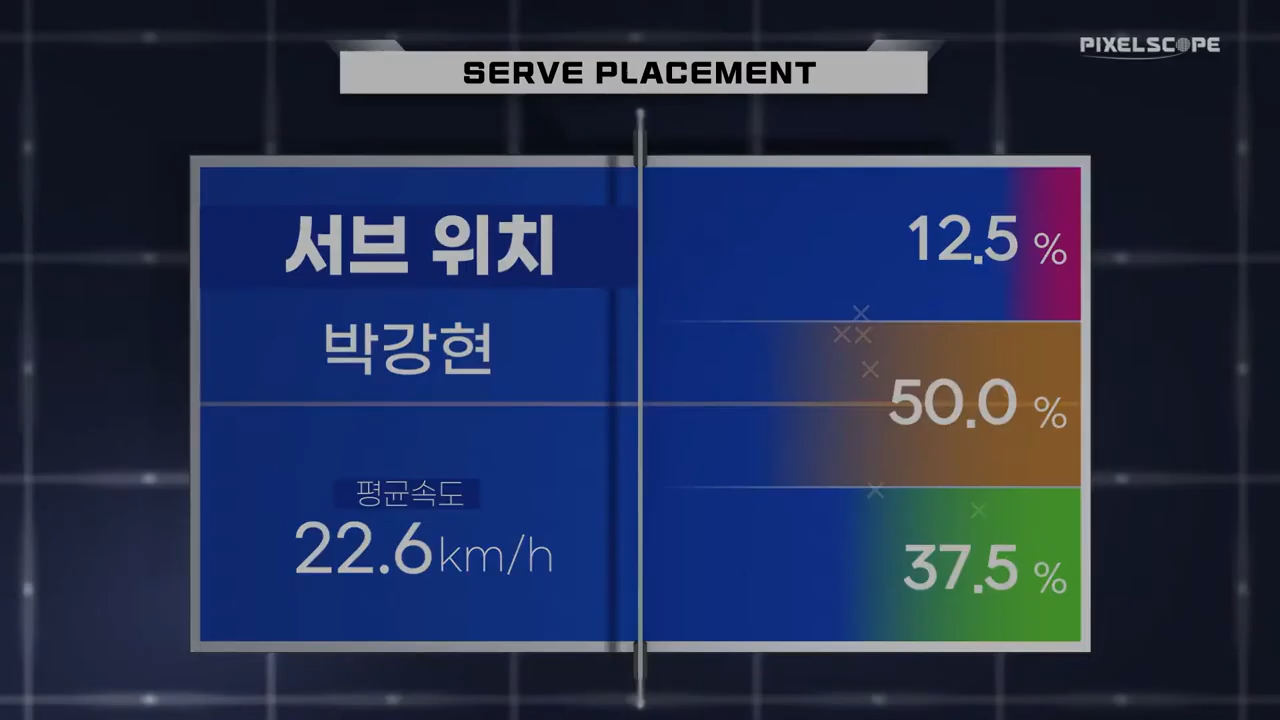 PIXELSCOPE
SERVE PLACEMENT
서브 위치
박강현
평균속도
22.6km/h
12.5 %
50.0 %
37.5 %